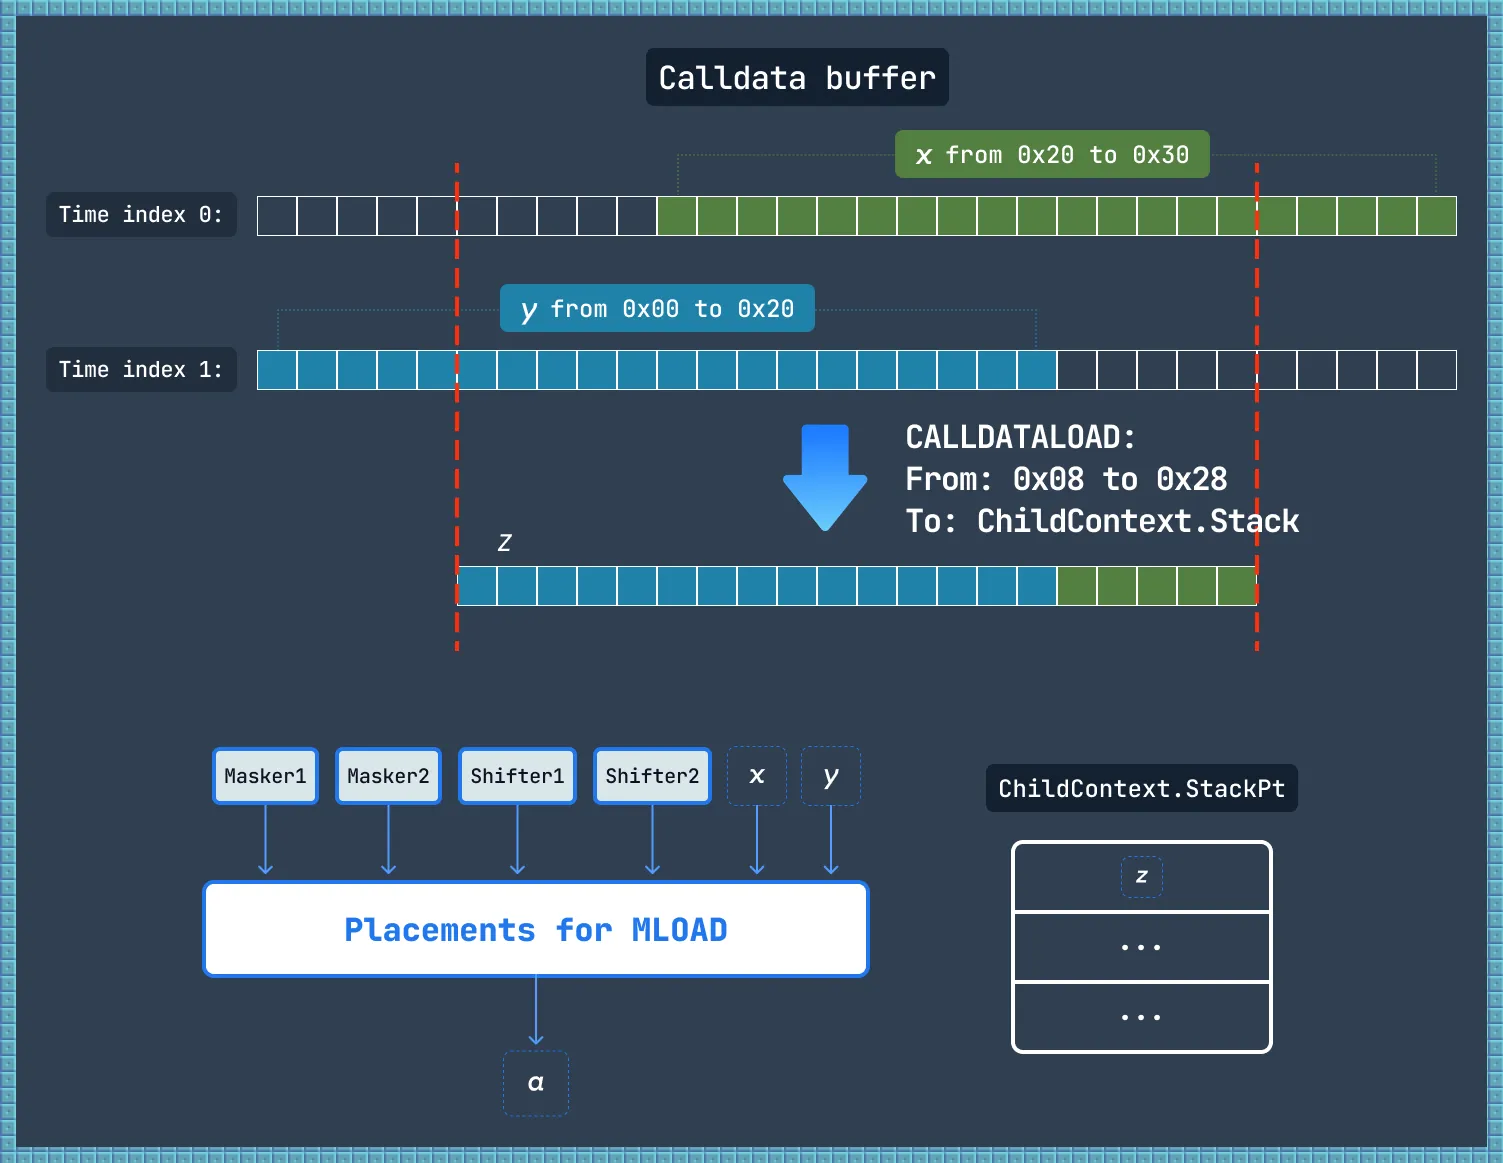 Calldata buffer
x from 0x20 to 0x30
Time index 0:
y from 0x00 to 0x20
Time index 1:
CALLDATALOAD:
From: 0x08 to 0x28
To: ChildContext.Stack
z
Masker1
Masker2
Shifter1
Shifter2
x
y
Placements for MLOAD
a
ChildContext.StackPt
z
...
...